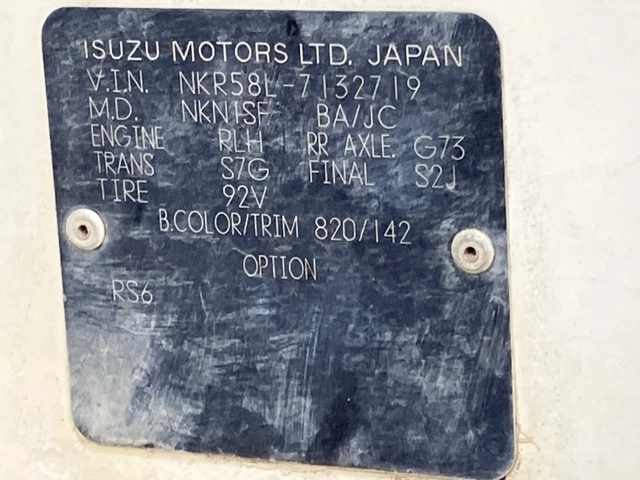 ISUZU MOTORS LTD. JAPAN
V.I.N. NKR58L-7132719
M.D. NKN1SF BA/JC
ENGINE RLH RR AXLE. G73
TRANS S7G FINAL S2J
TIRE 92V
B.COLOR/TRIM 820/142
OPTION
RS6